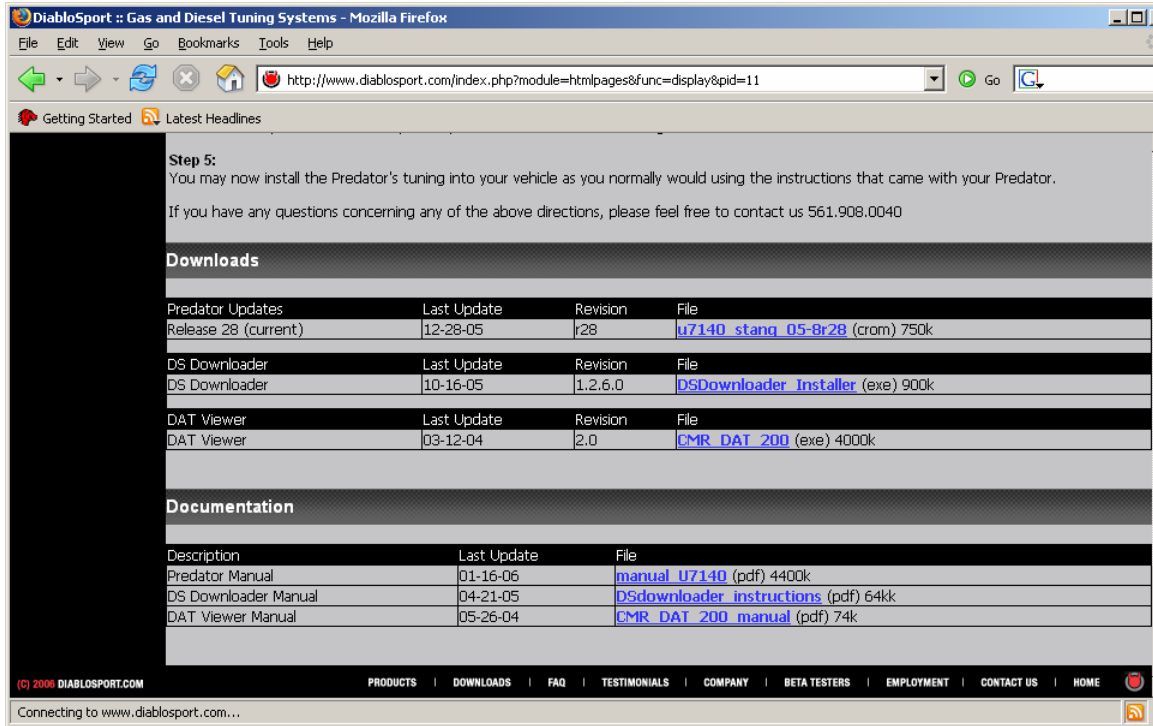 DiabloSport :: Gas and Diesel Tuning Systems - Mozilla Firefox
File Edit View Go Bookmarks Tools Help
http://www.diablosport.com/index.php?module=htmlpages&func=display&pid=11 Go G
Getting Started Latest Headlines
Step 5:
You may now install the Predator's tuning into your vehicle as you normally would using the instructions that came with your Predator.
If you have any questions concerning any of the above directions, please feel free to contact us 561.908.0040
Downloads
Predator Updates Last Update Revision File
Release 28 (current) 12-28-05 r28 u7140_stang_05-8r28 (crom) 750k
DS Downloader Last Update Revision File
DS Downloader 10-16-05 1.2.6.0 DSDownloader_Installer (exe) 900k
DAT Viewer Last Update Revision File
DAT Viewer 03-12-04 2.0 CMR_DAT_200 (exe) 4000k
Documentation
Description Last Update File
Predator Manual 01-16-06 manual_U7140 (pdf) 4400k
DS Downloader Manual 04-21-05 DSdownloader_instructions (pdf) 64kk
DAT Viewer Manual 05-26-04 CMR_DAT_200_manual (pdf) 74k
(C) 2006 DIABLOSPORT.COM PRODUCTS | DOWNLOADS | FAQ | TESTIMONIALS | COMPANY | BETA TESTERS | EMPLOYMENT | CONTACT US | HOME
Connecting to www.diablosport.com...